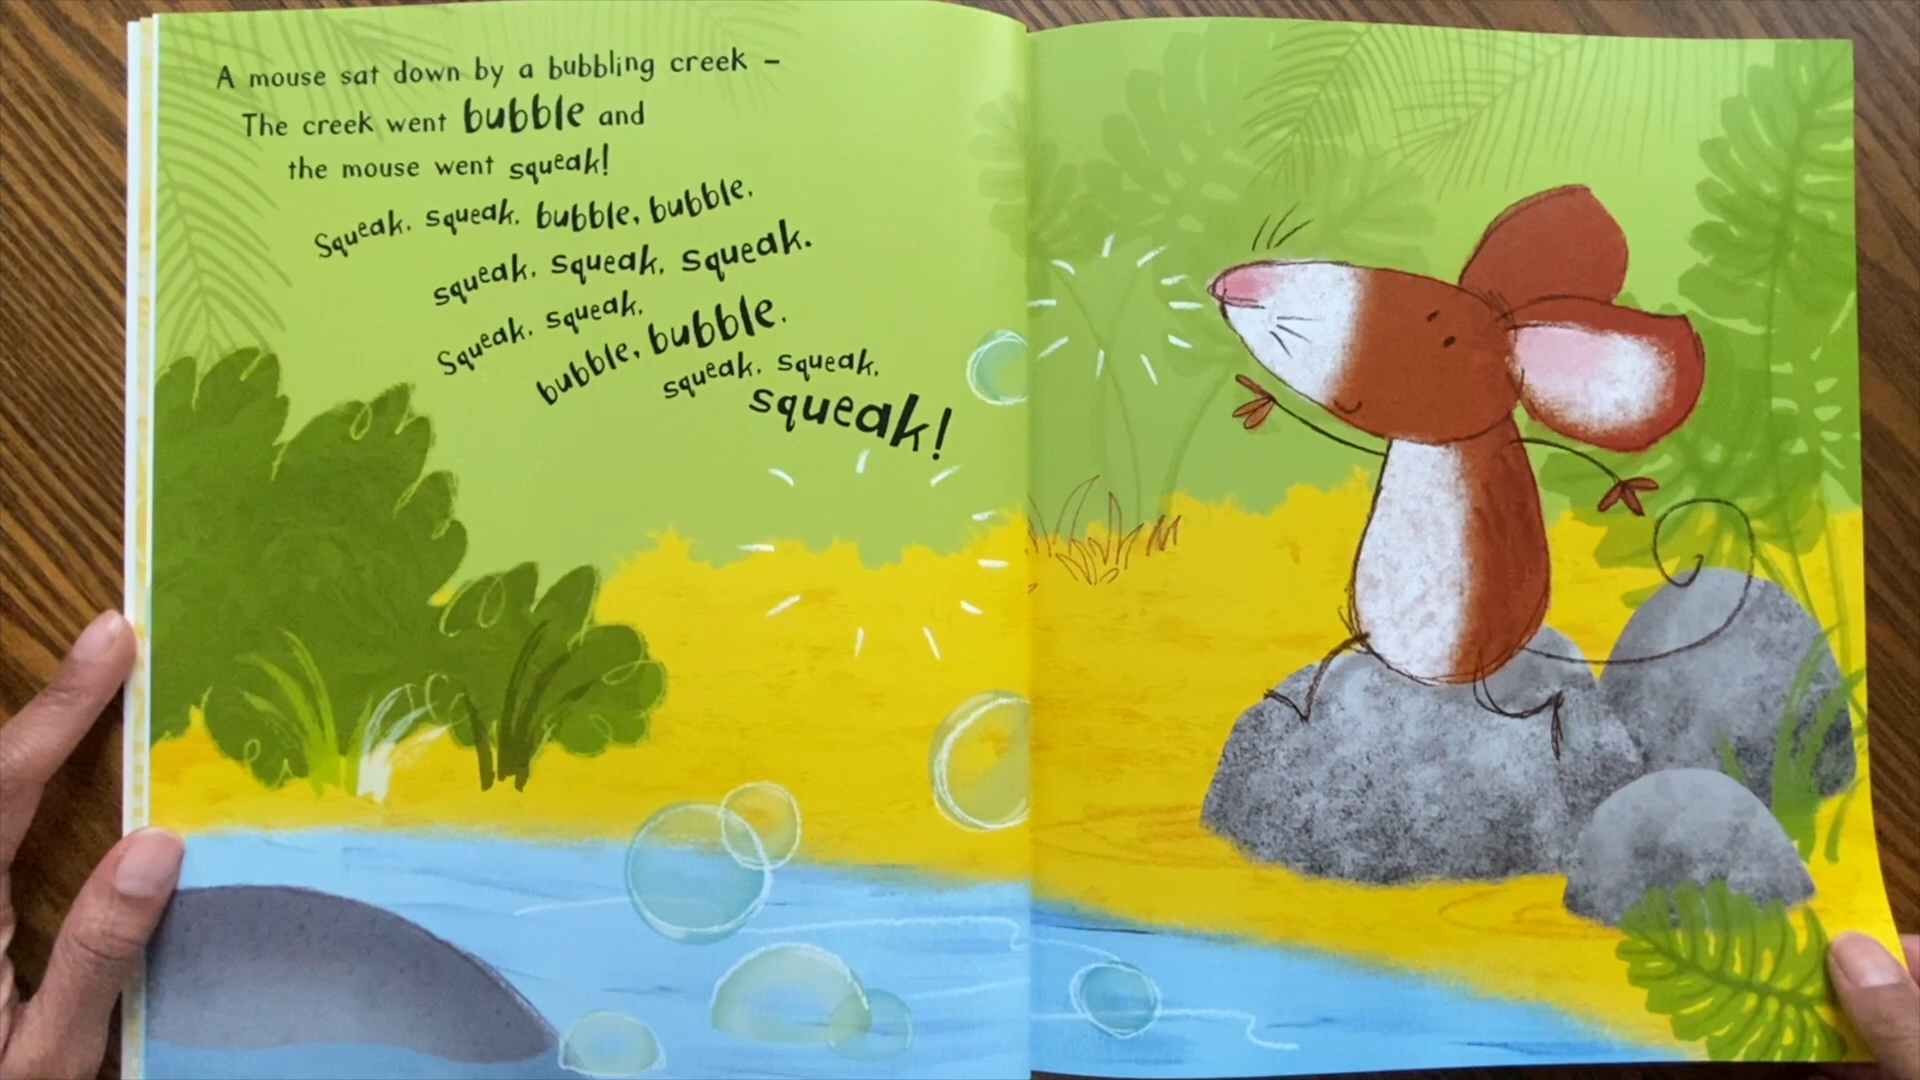 A mouse sat down by a bubbling creek –
The creek went bubble and
the mouse went squeak!
Squeak, squeak, bubble, bubble,
squeak, squeak, squeak.
Squeak, squeak,
bubble, bubble,
squeak, squeak,
squeak!